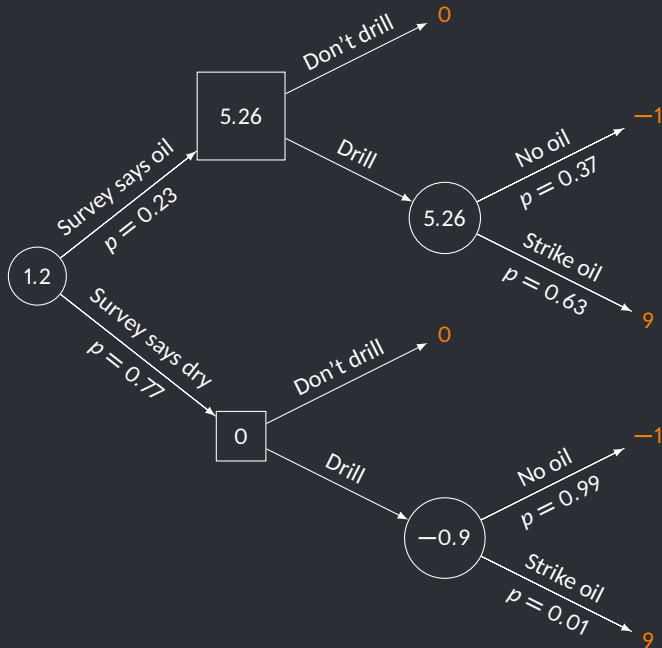 0
Don't drill
5.26
−1
No oil
p = 0.37
Drill
Survey says oil
p = 0.23
5.26
Strike oil
p = 0.63
9
1.2
Survey says dry
p = 0.77
0
Don't drill
0
−1
No oil
p = 0.99
Drill
−0.9
Strike oil
p = 0.01
9